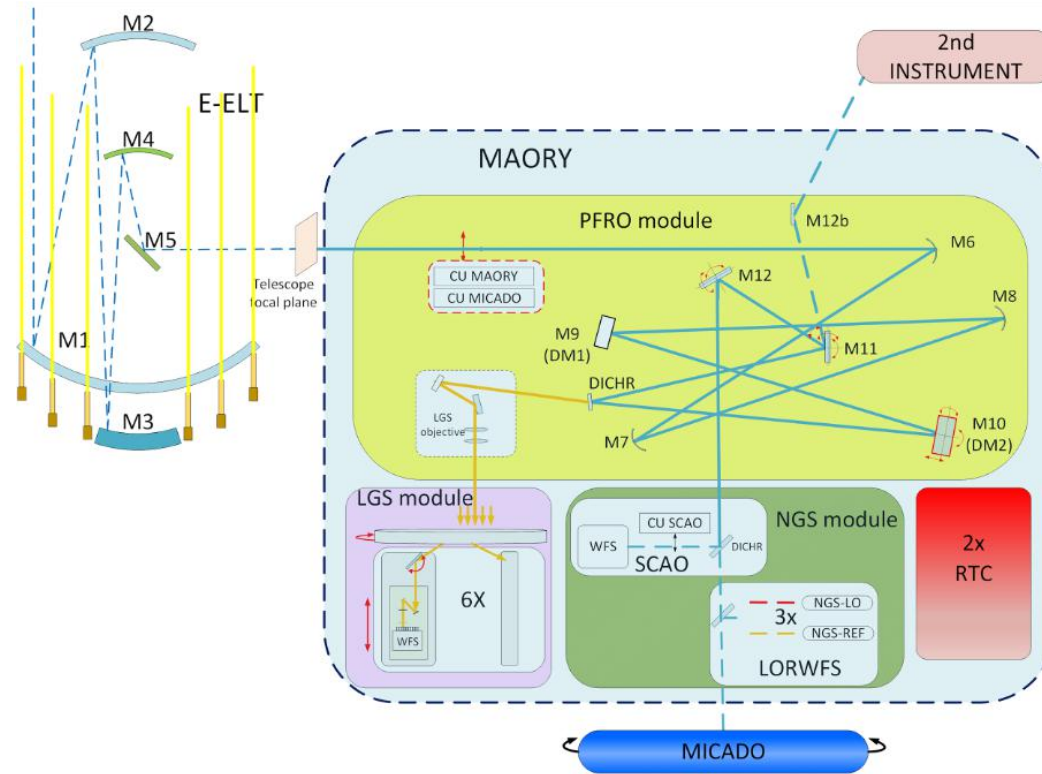 M2
E-ELT
M4
M5
Telescope
focal plane
M1
M3
2nd
INSTRUMENT
MAORY
PFRO module
M12b
M6
CU MAORY
CU MICADO
M12
M8
M9
(DM1)
M11
DICHR
LGS
objective
M7
M10
(DM2)
LGS module
6X
WFS
NGS module
CU SCAO
WFS
DICHR
SCAO
NGS-LO
3x
NGS-REF
LORWFS
2x
RTC
MICADO